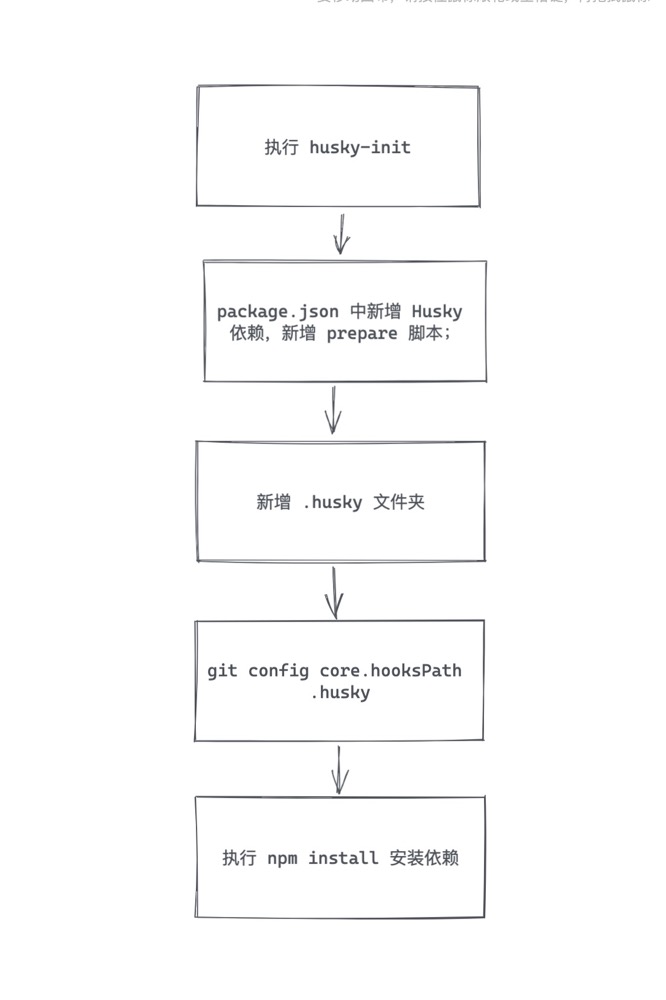 执行 husky-init
package.json 中新增 Husky
依赖，新增 prepare 脚本；
新增 .husky 文件夹
git config core.hooksPath
.husky
执行 npm install 安装依赖